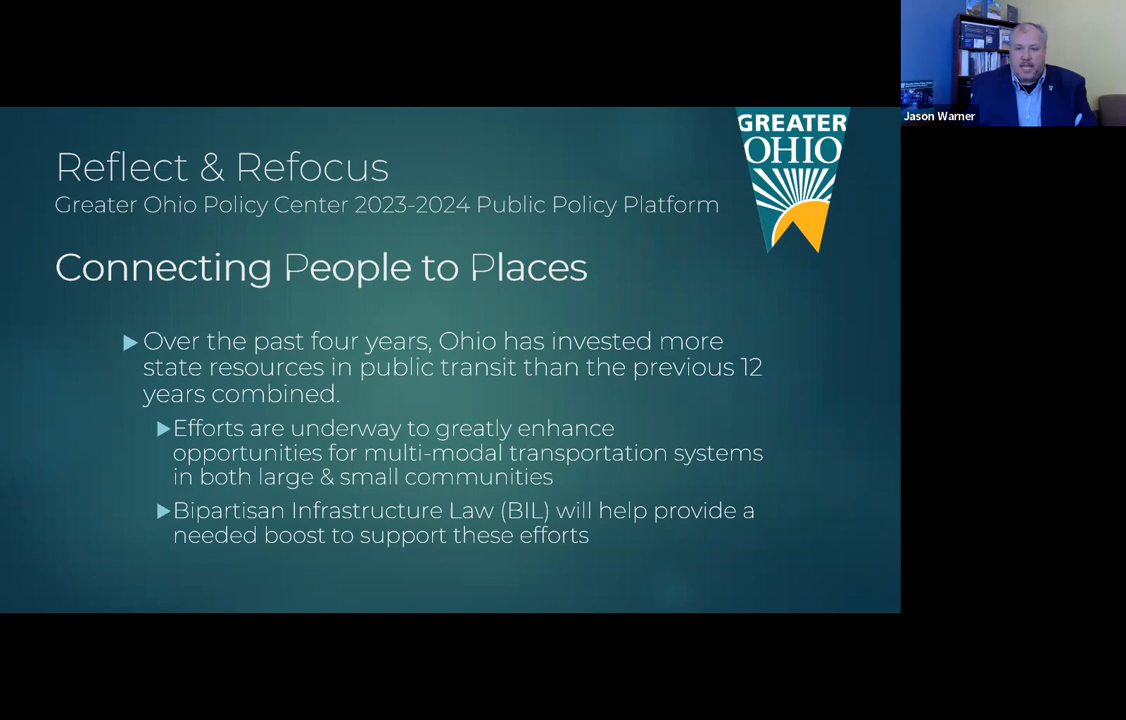 Jason Warner
GREATER
OHIO
Reflect & Refocus
Greater Ohio Policy Center 2023-2024 Public Policy Platform
Connecting People to Places
Over the past four years, Ohio has invested more
state resources in public transit than the previous 12
years combined.
Efforts are underway to greatly enhance
opportunities for multi-modal transportation systems
in both large & small communities
Bipartisan Infrastructure Law (BIL) will help provide a
needed boost to support these efforts